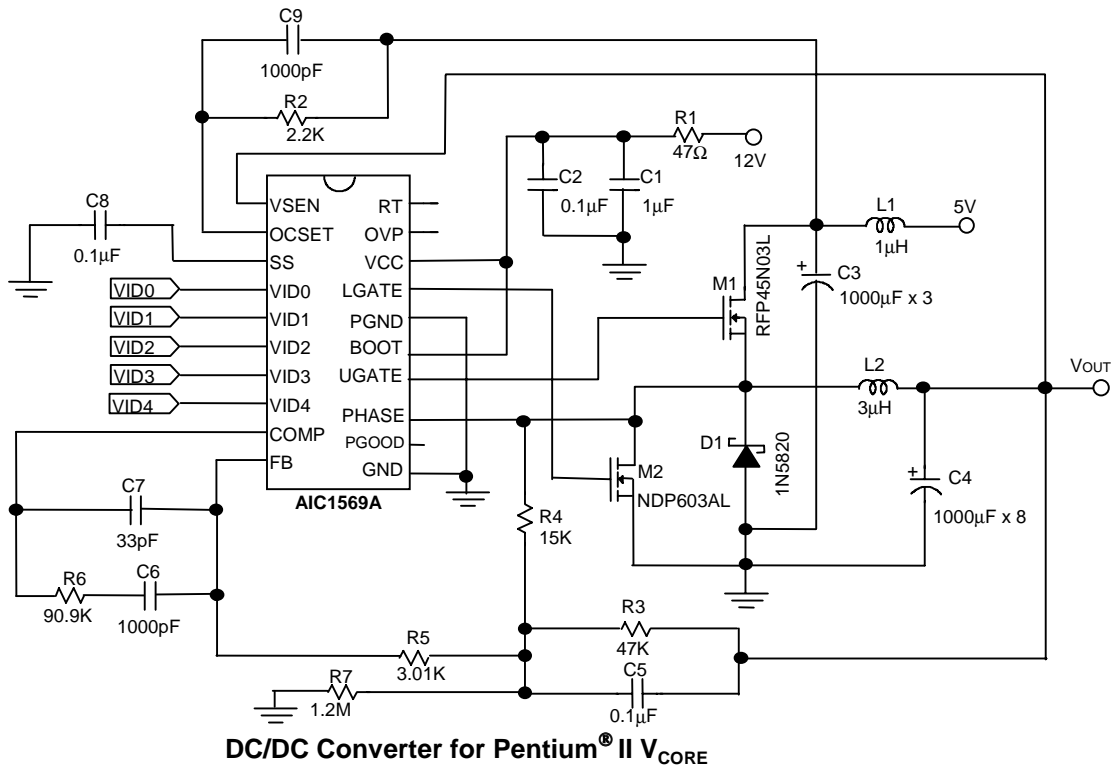 C9
1000pF
R2
2.2K
R1
47Ω
12V
C2
0.1μF
C1
1μF
C8
0.1μF
L1
1μH
5V
VSEN
OCSET
SS
VID0
VID1
VID2
VID3
VID4
COMP
FB
RT
OVP
VCC
LGATE
PGND
BOOT
UGATE
PHASE
PGOOD
GND
AIC1569A
VID0
VID1
VID2
VID3
VID4
M1
RFP45N03L
C3
+
1000μF x 3
L2
3μH
VOUT
D1
1N5820
M2
NDP603AL
C4
+
1000μF x 8
C7
33pF
R6
90.9K
C6
1000pF
R4
15K
R3
47K
R5
3.01K
C5
0.1μF
R7
1.2M
DC/DC Converter for Pentium® II VCORE